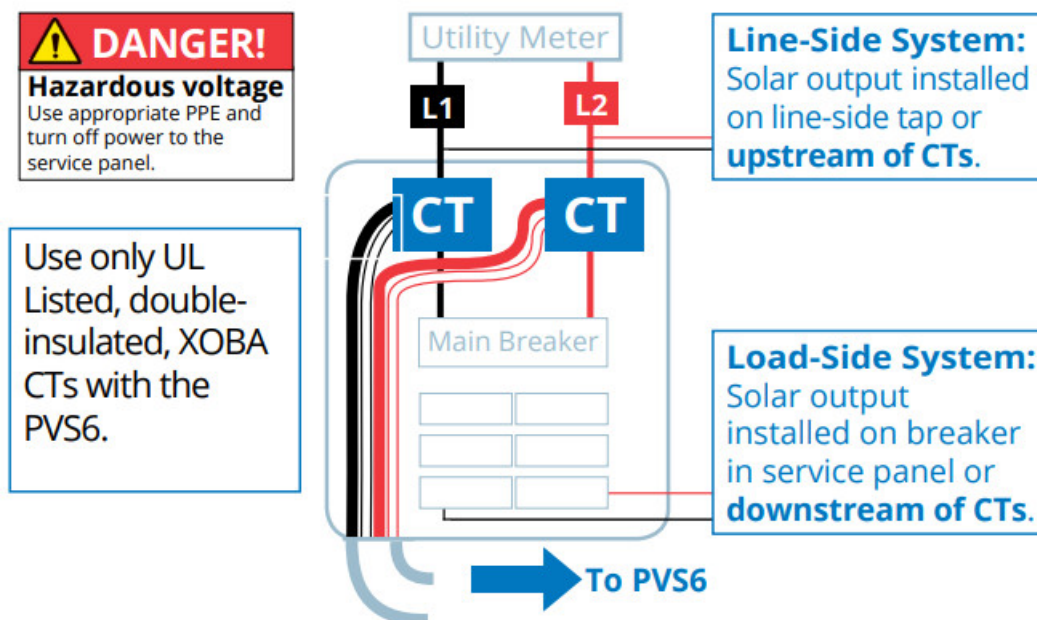 DANGER!
Hazardous voltage
Use appropriate PPE and
turn off power to the
service panel.
Utility Meter
L1
L2
Line-Side System:
Solar output installed
on line-side tap or
upstream of CTs.
CT
CT
Use only UL
Listed, double-
insulated, XOBA
CTs with the
PVS6.
Main Breaker
Load-Side System:
Solar output
installed on breaker
in service panel or
downstream of CTs.
To PVS6